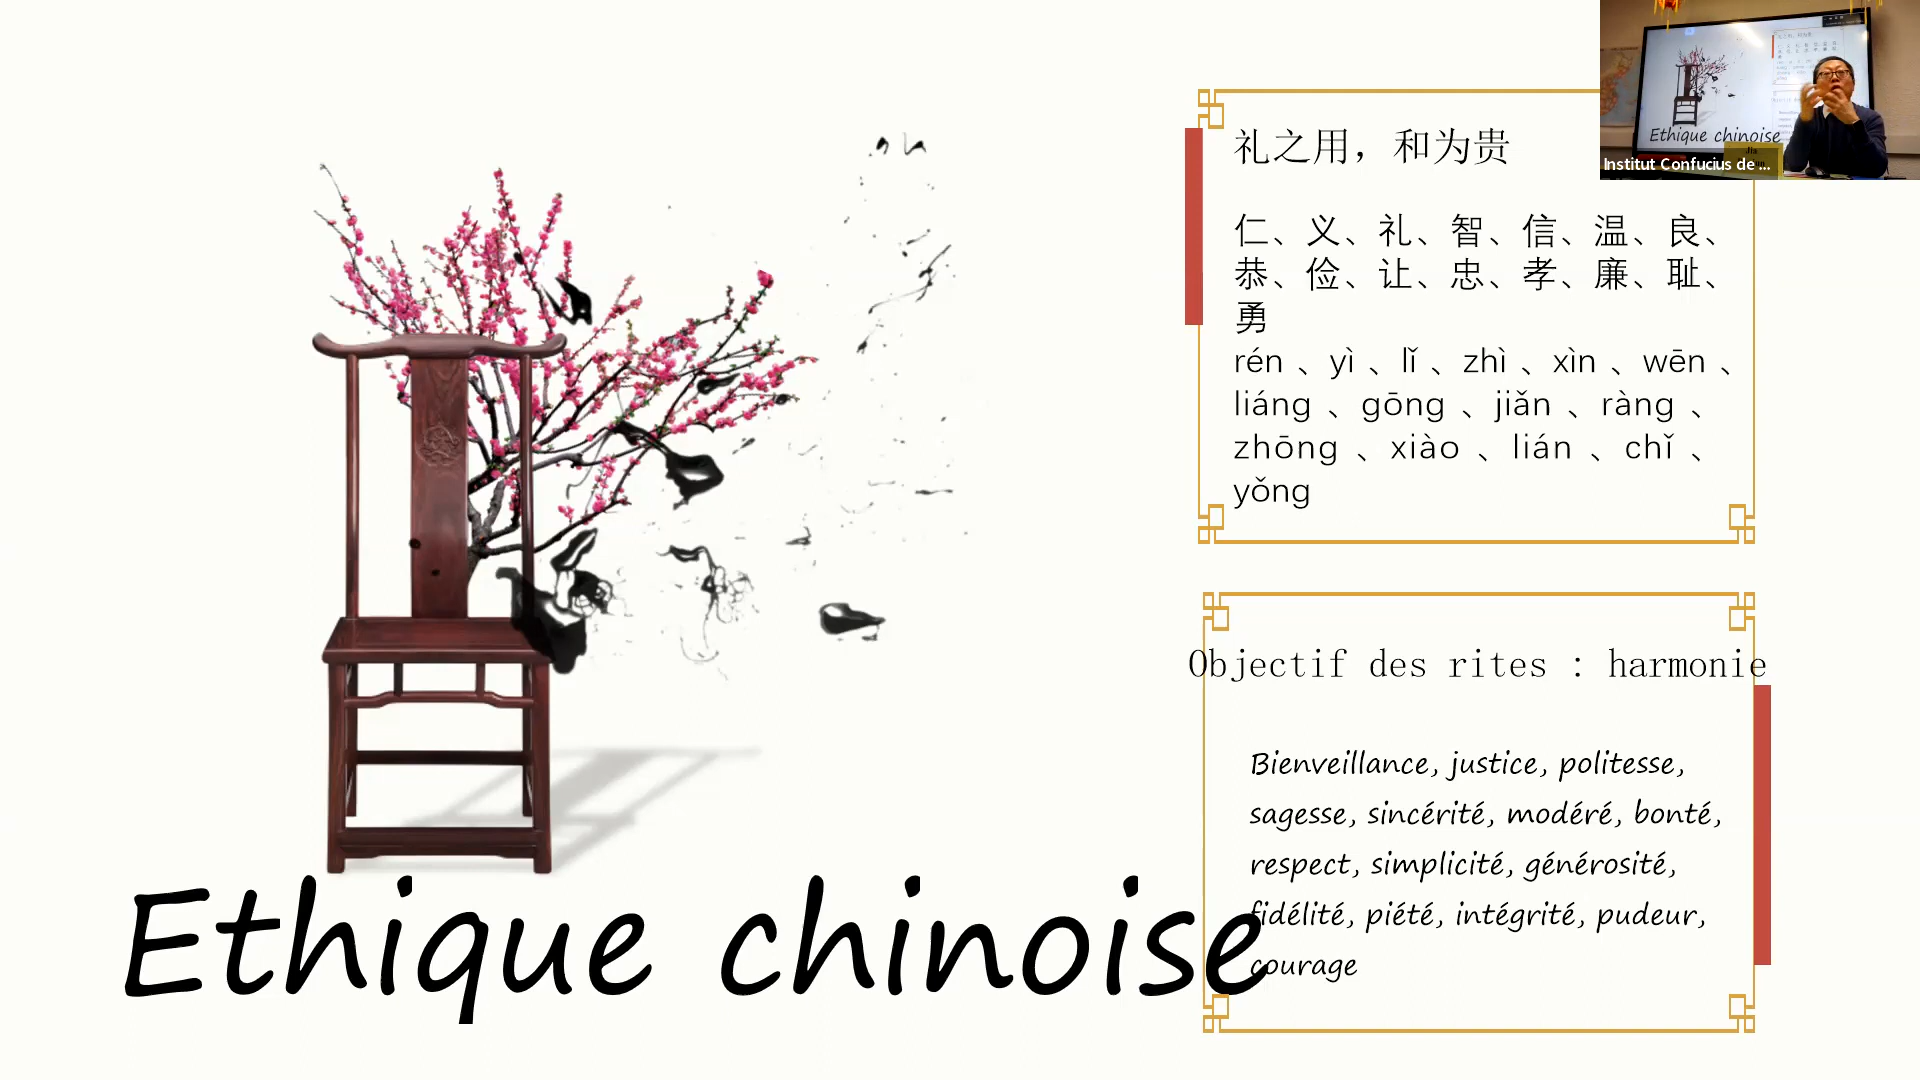 礼之用，和为贵
仁、义、礼、智、信、温、良、
恭、俭、让、忠、孝、廉、耻、
勇
rén 、yì 、lǐ 、zhì 、xìn 、wēn 、
liáng 、gōng 、jiǎn 、ràng 、
zhōng 、xiào 、lián 、chǐ 、
yǒng
Ethique chinoise
Institut Confucius de ...
Objectif des rites : harmonie
Bienveillance, justice, politesse,
sagesse, sincérité, modéré, bonté,
respect, simplicité, générosité,
fidélité, piété, intégrité, pudeur,
courage
Ethique chinoise